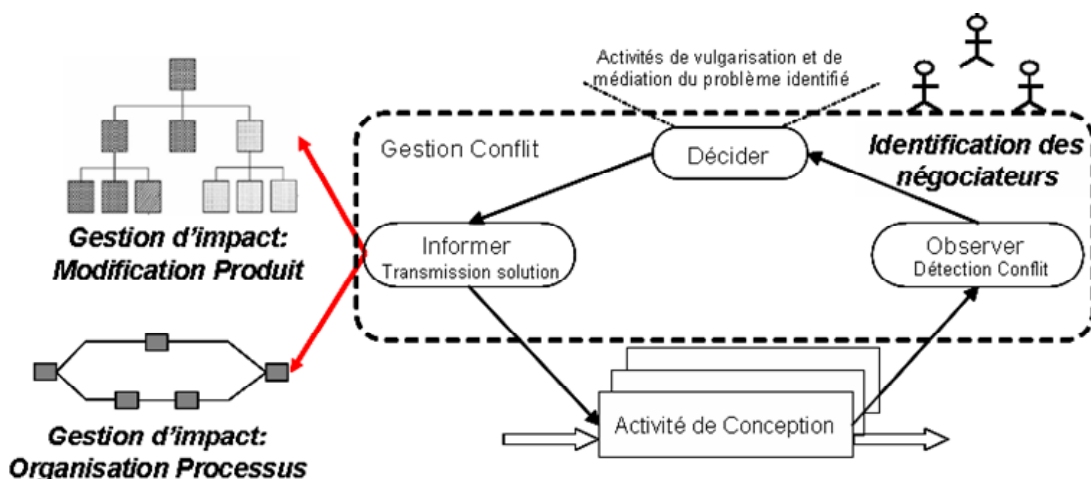 Activités de vulgarisation et de
médiation du problème identifié
Gestion Conflit
Décider
Identification des
négociateurs
Gestion d'impact:
Modification Produit
Informer
Transmission solution
Observer
Détection Conflit
Activité de Conception
Gestion d'impact:
Organisation Processus